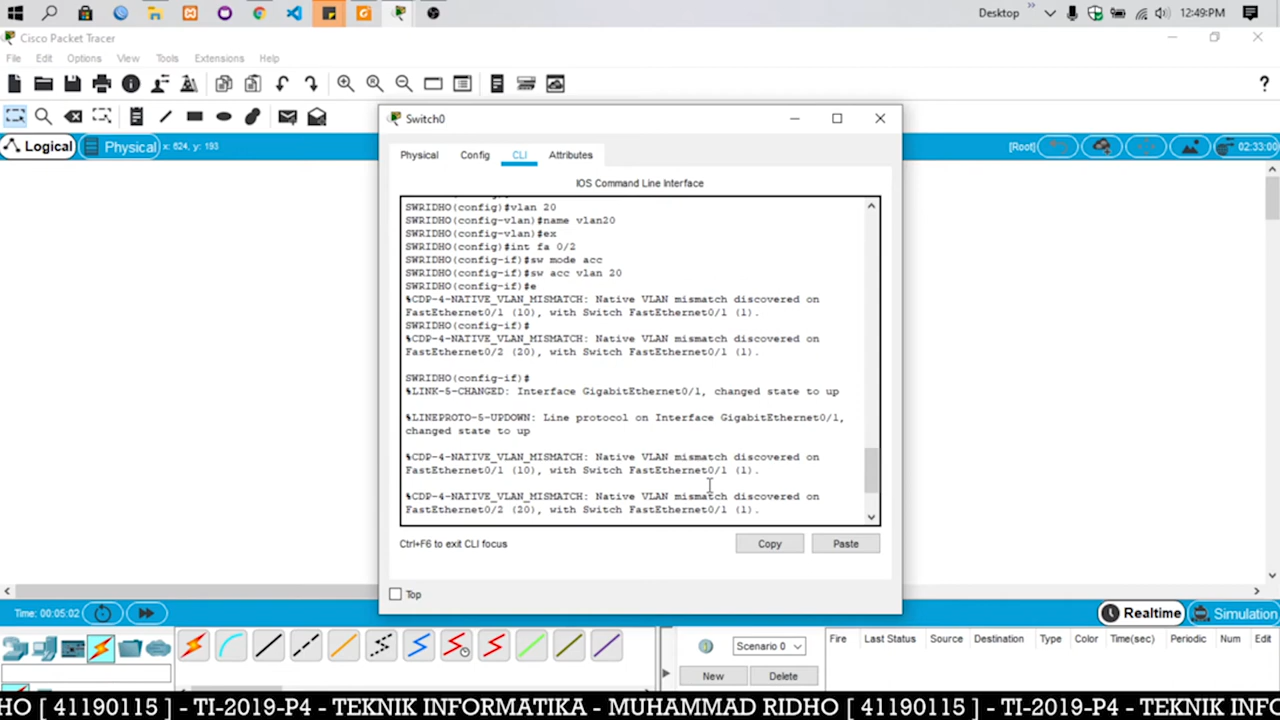 Desktop
12:49:PM
Cisco Packet Tracer
File Edit Options View Tools Extensions Help
?
Logical
Physical
x: 624, y: 193
[Root]
02:33:00
Switch0
Physical Config CLI Attributes
IOS Command Line Interface
SWRIDHO(config)#vlan 20
SWRIDHO(config-vlan)#name vlan20
SWRIDHO(config-vlan)#ex
SWRIDHO(config)#int fa 0/2
SWRIDHO(config-if)#sw mode acc
SWRIDHO(config-if)#sw acc vlan 20
SWRIDHO(config-if)#e
%CDP-4-NATIVE_VLAN_MISMATCH: Native VLAN mismatch discovered on
FastEthernet0/1 (10), with Switch FastEthernet0/1 (1).
SWRIDHO(config-if)#
%CDP-4-NATIVE_VLAN_MISMATCH: Native VLAN mismatch discovered on
FastEthernet0/2 (20), with Switch FastEthernet0/1 (1).
SWRIDHO(config-if)#
%LINK-5-CHANGED: Interface GigabitEthernet0/1, changed state to up
%LINEPROTO-5-UPDOWN: Line protocol on Interface GigabitEthernet0/1,
changed state to up
%CDP-4-NATIVE_VLAN_MISMATCH: Native VLAN mismatch discovered on
FastEthernet0/1 (10), with Switch FastEthernet0/1 (1).
%CDP-4-NATIVE_VLAN_MISMATCH: Native VLAN mismatch discovered on
FastEthernet0/2 (20), with Switch FastEthernet0/1 (1).
Ctrl+F6 to exit CLI focus
Copy
Paste
Top
Time: 00:05:02
Realtime
Simulation
Scenario 0
New
Delete
Fire Last Status Source Destination Type Color Time(sec) Periodic Num Edit
HO [ 41190115 ] - TI-2019-P4 - TEKNIK INFORMATIKA - MUHAMMAD RIDHO [ 41190115 ] - TI-2019-P4 - TEKNIK INFO